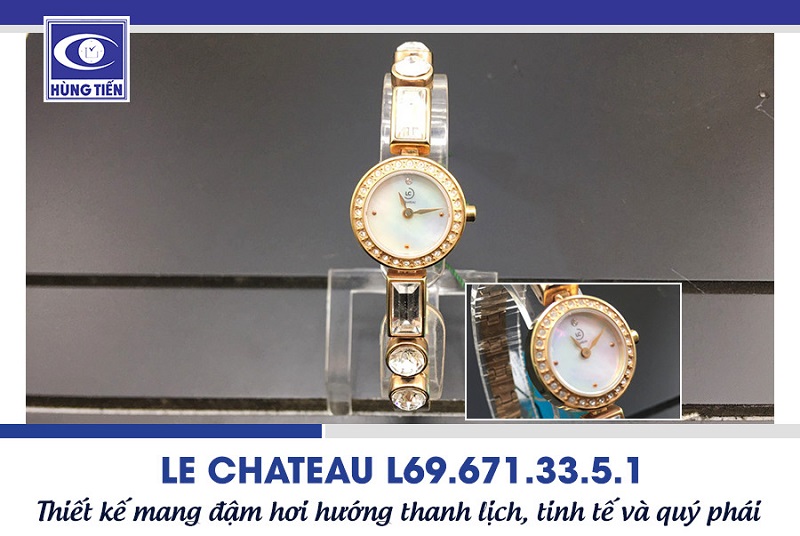 HÙNG TIẾN
LE CHATEAU L69.671.33.5.1
Thiết kế mang đậm hơi hướng thanh lịch, tinh tế và quý phái